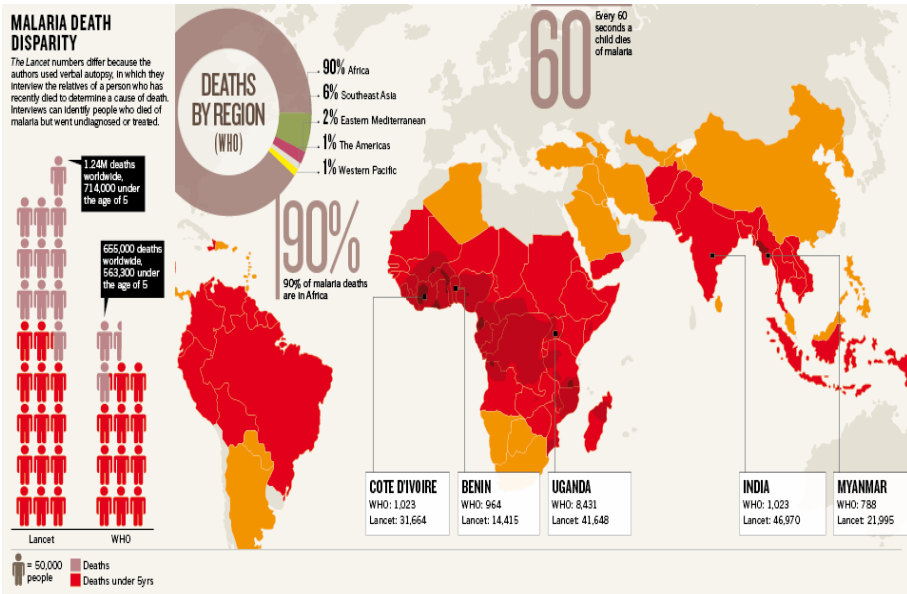 MALARIA DEATH
DISPARITY
The Lancet numbers differ because the
authors used verbal autopsy, in which they
interview the relatives of a person who has
recently died to determine a cause of death.
Interviews can identify people who died of
malaria but went undiagnosed or treated.
1.24M deaths
worldwide,
714,000 under
the age of 5
655,000 deaths
worldwide,
563,300 under
the age of 5
Lancet
WHO
= 50,000
people
Deaths
Deaths under 5yrs
DEATHS
BY REGION
(WHO)
90% Africa
6% Southeast Asia
2% Eastern Mediterranean
1% The Americas
1% Western Pacific
90%
90% of malaria deaths
are in Africa
60
Every 60
seconds a
child dies
of malaria
COTE D'IVOIRE
WHO: 1,023
Lancet: 31,664
BENIN
WHO: 964
Lancet: 14,415
UGANDA
WHO: 8,431
Lancet: 41,648
INDIA
WHO: 1,023
Lancet: 46,970
MYANMAR
WHO: 788
Lancet: 21,995